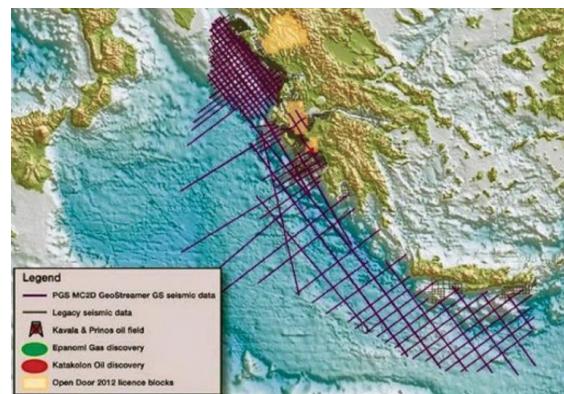 Legend
PGS MC2D GeoStreamer GS seismic data
Legacy seismic data
Kavala & Prinos oil field
Epanomi Gas discovery
Katakolon Oil discovery
Open Door 2012 licence blocks